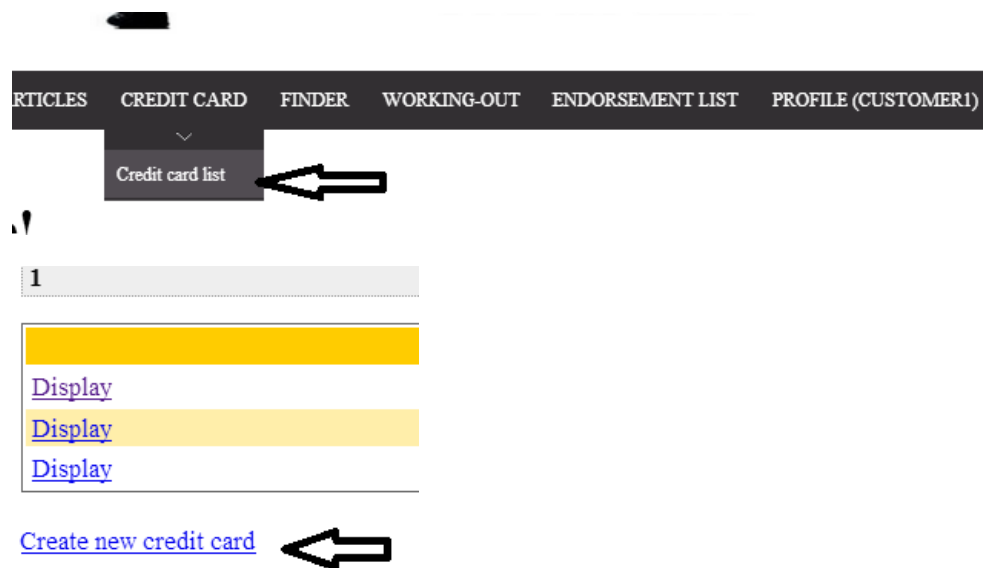 CREDIT CARD FINDER WORKING-OUT ENDORSEMENT LIST PROFILE (CUSTOMER1)
Credit card list
1
Display
Display
Display
Create new credit card